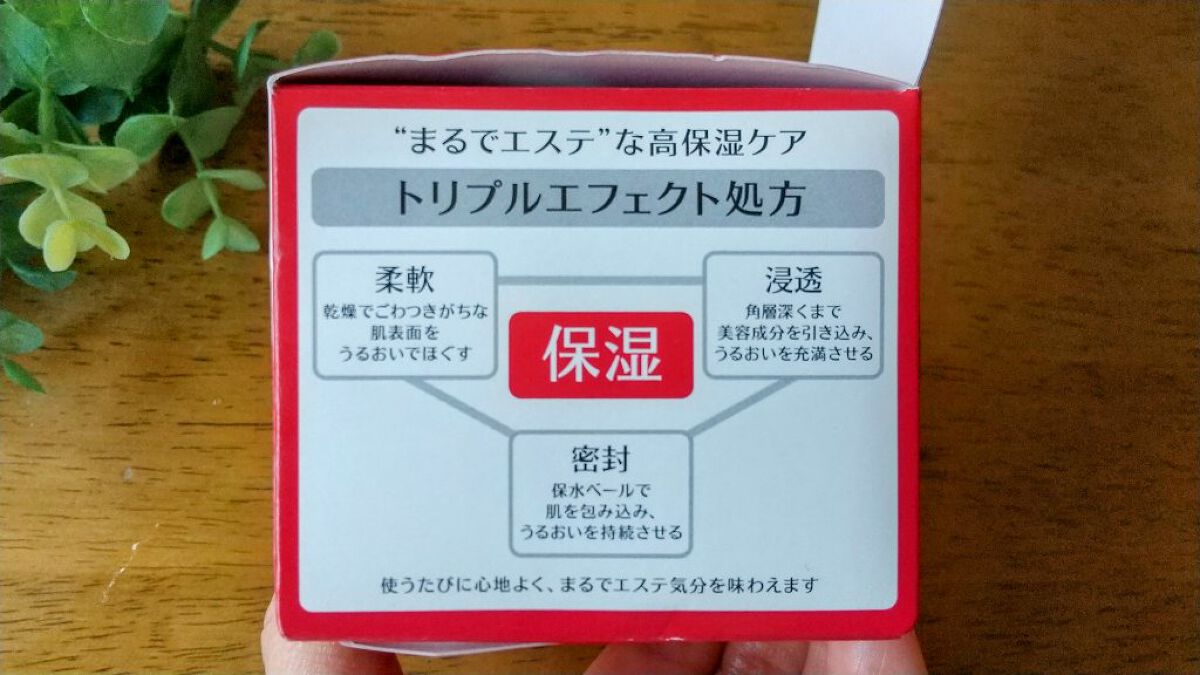 “まるでエステ”な高保湿ケア
トリプルエフェクト処方
柔軟
乾燥でごわつきがちな
肌表面を
うるおいでほぐす
浸透
角層深くまで
美容成分を引き込み、
うるおいを充満させる
保湿
密封
保水ベールで
肌を包み込み、
うるおいを持続させる
使うたびに心地よく、まるでエステ気分を味わえます